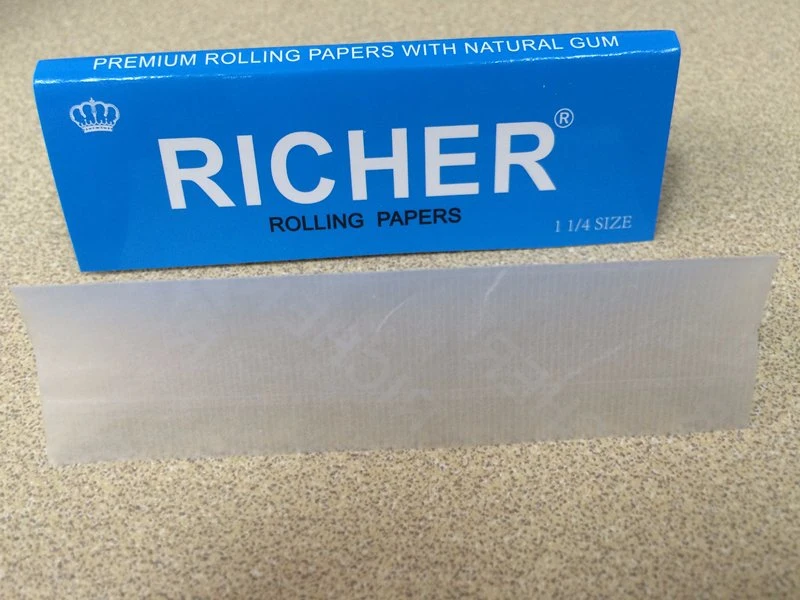 PREMIUM ROLLING PAPERS WITH NATURAL GUM
RICHER®
ROLLING PAPERS
1 1/4 SIZE